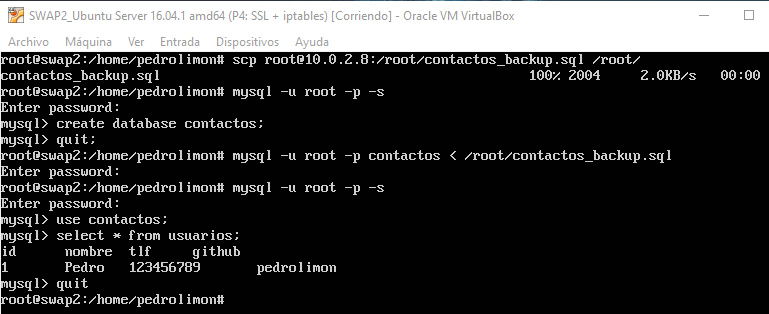 SWAP2_Ubuntu Server 16.04.1 amd64 (P4: SSL + iptables) [Corriendo] - Oracle VM VirtualBox
Archivo Máquina Ver Entrada Dispositivos Ayuda
root@swap2:/home/pedrolimon# scp root@10.0.2.8:/root/contactos_backup.sql /root/
contactos_backup.sql 100% 2004 2.0KB/s 00:00
root@swap2:/home/pedrolimon# mysql -u root -p -s
Enter password:
mysql> create database contactos;
mysql> quit;
root@swap2:/home/pedrolimon# mysql -u root -p contactos < /root/contactos_backup.sql
Enter password:
root@swap2:/home/pedrolimon# mysql -u root -p -s
Enter password:
mysql> use contactos;
mysql> select * from usuarios;
id nombre tlf github
1 Pedro 123456789 pedrolimon
mysql> quit
root@swap2:/home/pedrolimon#